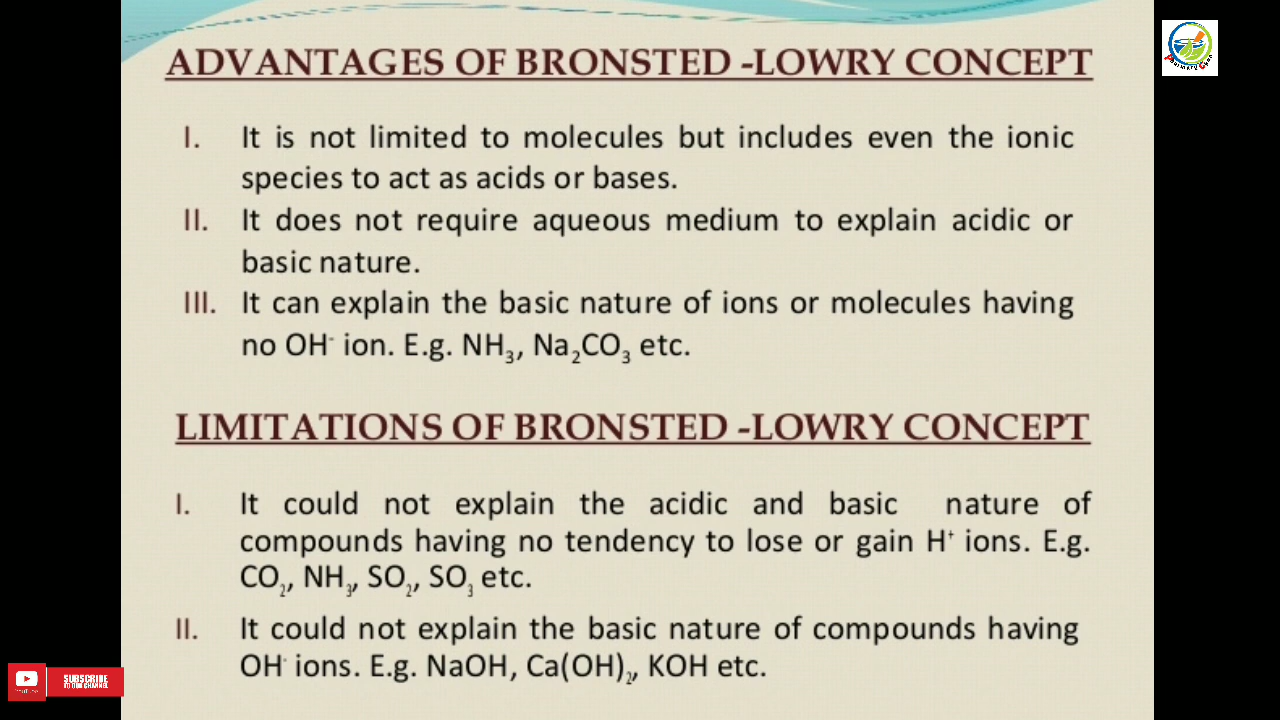 ADVANTAGES OF BRONSTED -LOWRY CONCEPT
I. It is not limited to molecules but includes even the ionic
species to act as acids or bases.
II. It does not require aqueous medium to explain acidic or
basic nature.
III. It can explain the basic nature of ions or molecules having
no OH⁻ ion. E.g. NH₃, Na₂CO₃ etc.
LIMITATIONS OF BRONSTED -LOWRY CONCEPT
I. It could not explain the acidic and basic nature of
compounds having no tendency to lose or gain H⁺ ions. E.g.
CO₂, NH₃, SO₂, SO₃ etc.
II. It could not explain the basic nature of compounds having
OH⁻ ions. E.g. NaOH, Ca(OH)₂, KOH etc.
YouTube
SUBSCRIBE